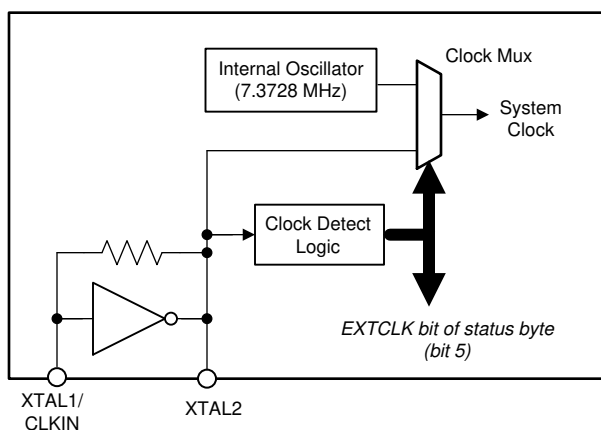 Internal Oscillator
(7.3728 MHz)
Clock Mux
System
Clock
Clock Detect
Logic
EXTCLK bit of status byte
(bit 5)
XTAL1/
CLKIN
XTAL2